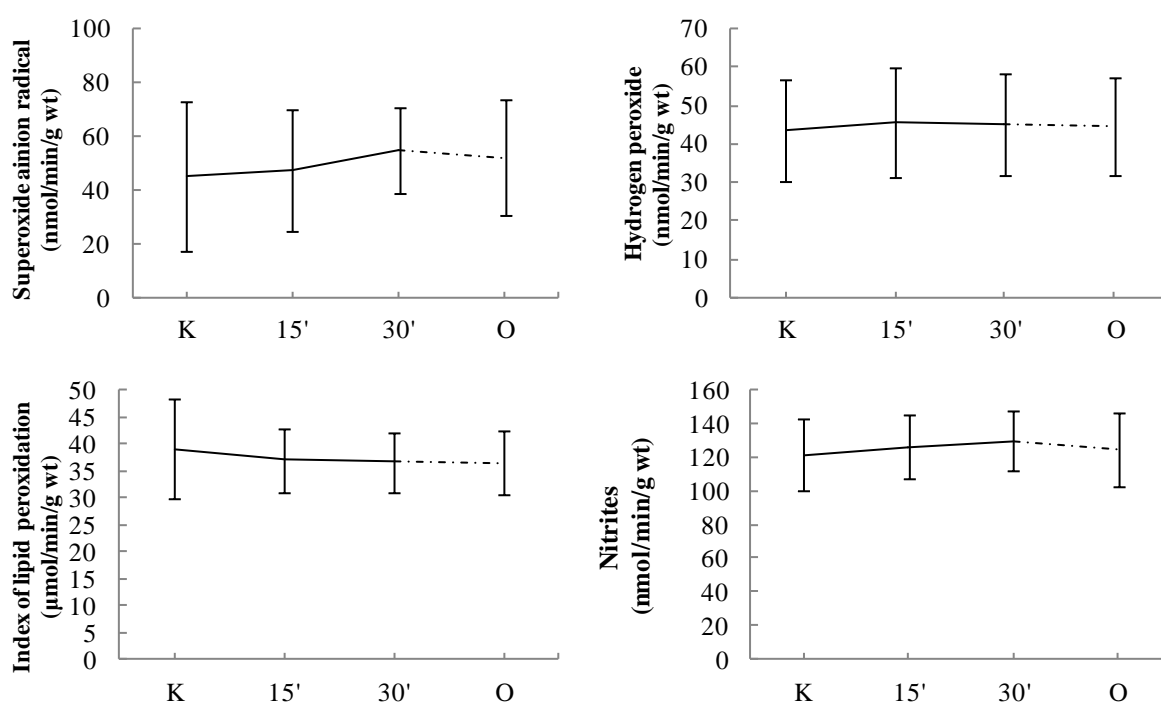 Superoxide ainion radical
(nmol/min/g wt)
100
80
60
40
20
0
K 15' 30' O
Hydrogen peroxide
(nmol/min/g wt)
70
60
50
40
30
20
10
0
K 15' 30' O
Index of lipid peroxidation
(µmol/min/g wt)
50
45
40
35
30
25
20
15
10
5
0
K 15' 30' O
Nitrites
(nmol/min/g wt)
160
140
120
100
80
60
40
20
0
K 15' 30' O